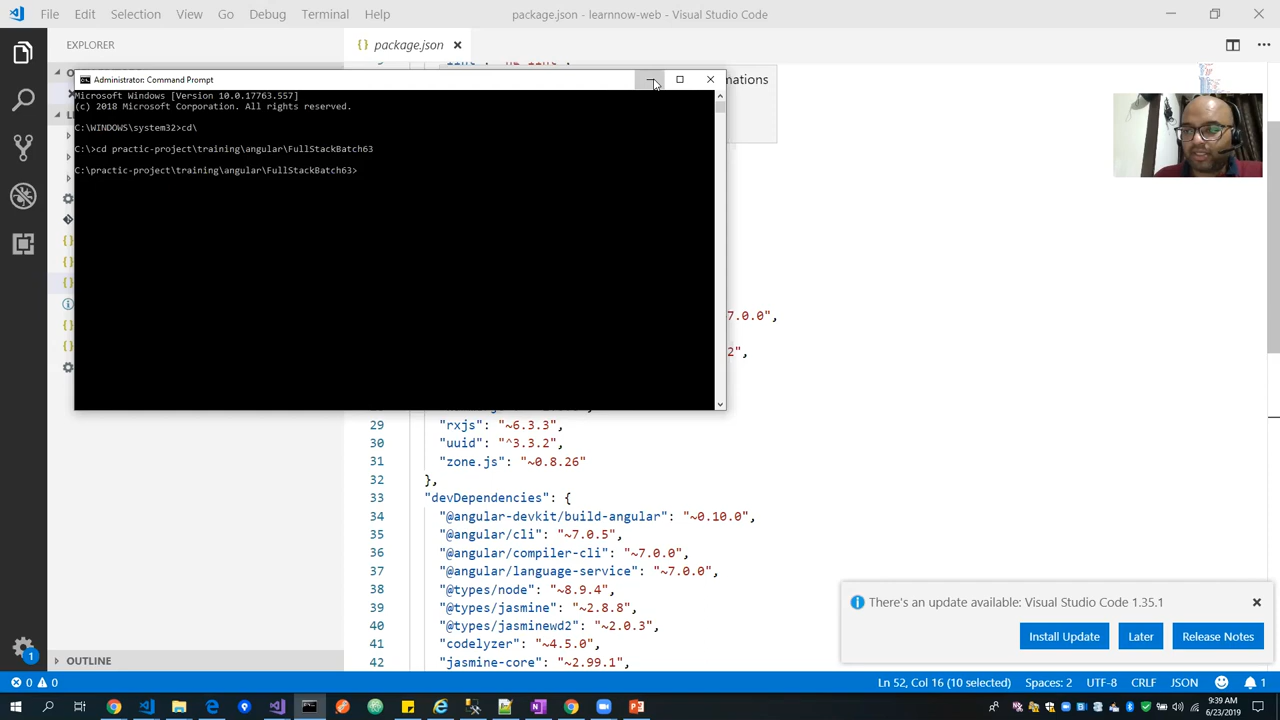 File Edit Selection View Go Debug Terminal Help
package.json - learnnow-web - Visual Studio Code
EXPLORER
{} package.json
Administrator: Command Prompt
mations
Microsoft Windows [Version 10.0.17763.557]
(c) 2018 Microsoft Corporation. All rights reserved.
C:\WINDOWS\system32>cd\
C:\>cd practic-project\training\angular\FullStackBatch63
C:\practic-project\training\angular\FullStackBatch63>
7.0.0",
2",
29 "rxjs": "~6.3.3",
30 "uuid": "^3.3.2",
31 "zone.js": "~0.8.26"
32 },
33 "devDependencies": {
34 "@angular-devkit/build-angular": "~0.10.0",
35 "@angular/cli": "~7.0.5",
36 "@angular/compiler-cli": "~7.0.0",
37 "@angular/language-service": "~7.0.0",
38 "@types/node": "~8.9.4",
39 "@types/jasmine": "~2.8.8",
40 "@types/jasminewd2": "~2.0.3",
41 "codelyzer": "~4.5.0",
42 "jasmine-core": "~2.99.1",
There's an update available: Visual Studio Code 1.35.1
Install Update Later Release Notes
OUTLINE
1
0 0
Ln 52, Col 16 (10 selected) Spaces: 2 UTF-8 CRLF JSON 1
9:39 AM
6/23/2019